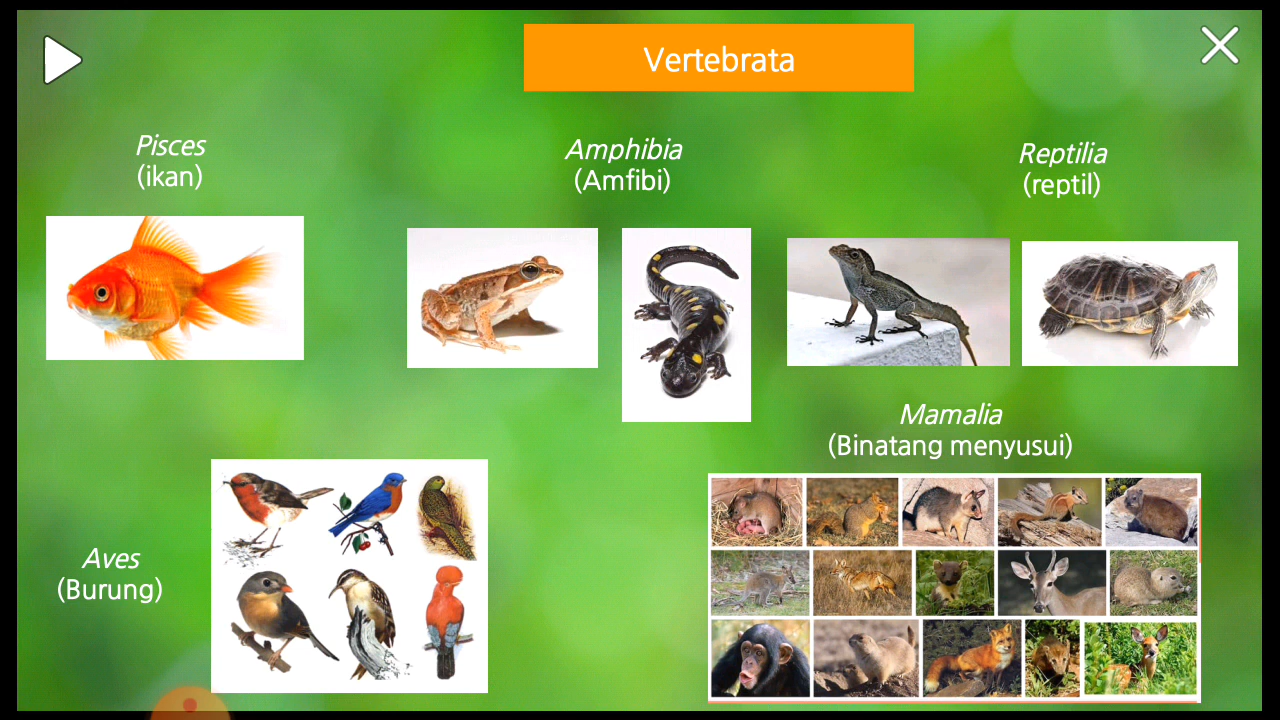 Vertebrata
Pisces
(ikan)
Amphibia
(Amfibi)
Reptilia
(reptil)
Mamalia
(Binatang menyusui)
Aves
(Burung)